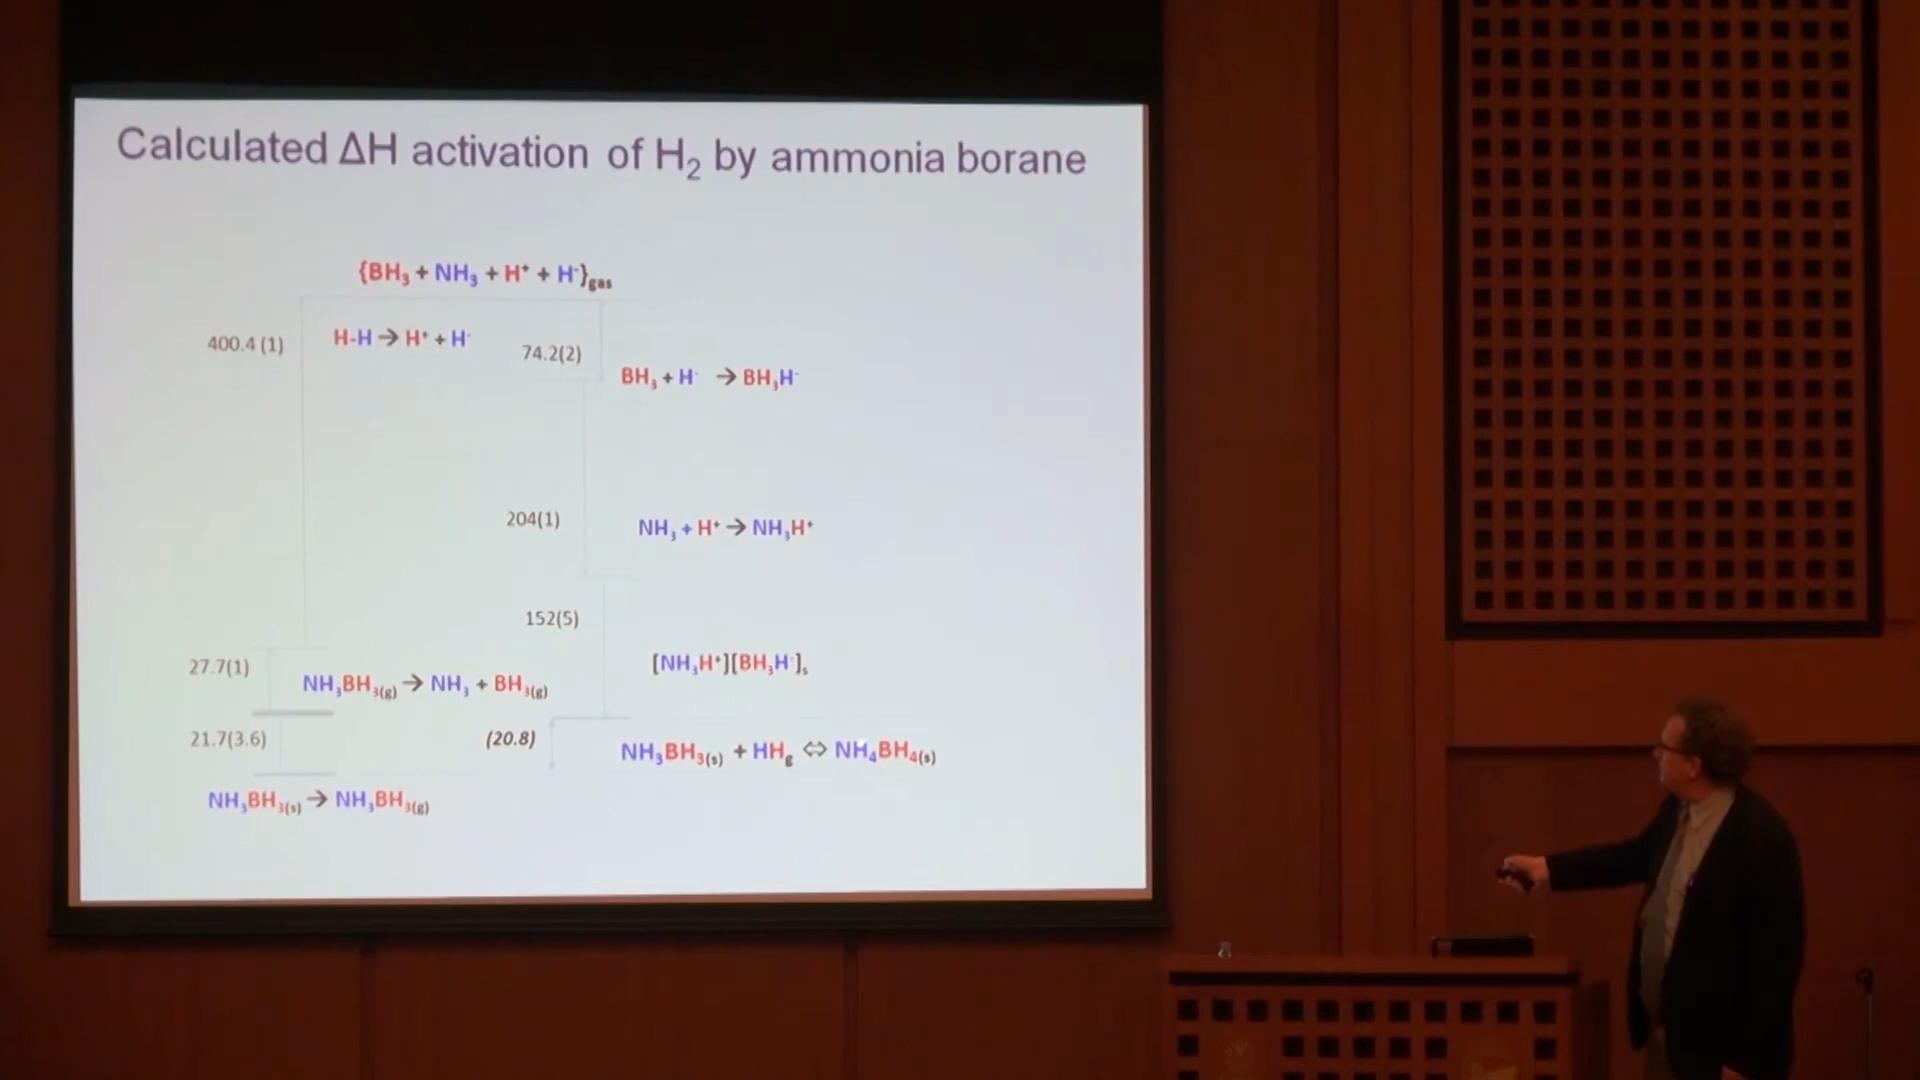 Calculated ΔH activation of H₂ by ammonia borane
{BH₃ + NH₃ + H⁺ + H⁻}gas
400.4 (1)
H-H → H⁺ + H⁻
74.2(2)
BH₃ + H⁻ → BH₃H⁻
204(1)
NH₃ + H⁺ → NH₃H⁺
152(5)
[NH₃H⁺][BH₃H⁻]s
27.7(1)
NH₃BH₃(g) → NH₃ + BH₃(g)
21.7(3.6)
(20.8)
NH₃BH₃(s) + HHg ⇔ NH₄BH₄(s)
NH₃BH₃(s) → NH₃BH₃(g)